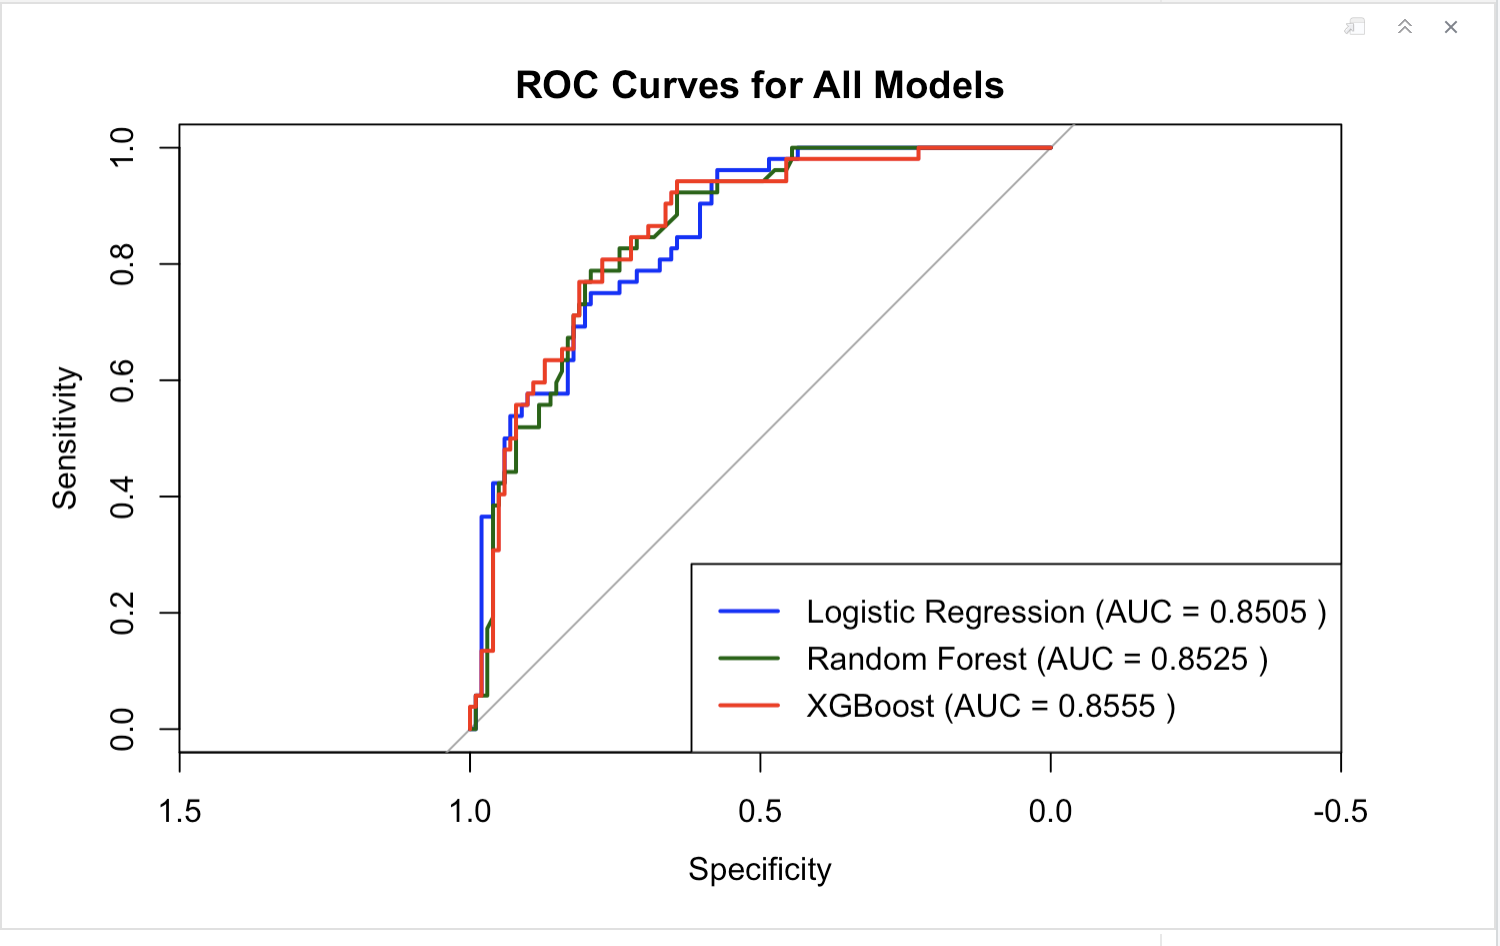 ROC Curves for All Models
Sensitivity
1.0
0.8
0.6
0.4
0.2
0.0
Logistic Regression (AUC = 0.8505 )
Random Forest (AUC = 0.8525 )
XGBoost (AUC = 0.8555 )
1.5 1.0 0.5 0.0 -0.5
Specificity